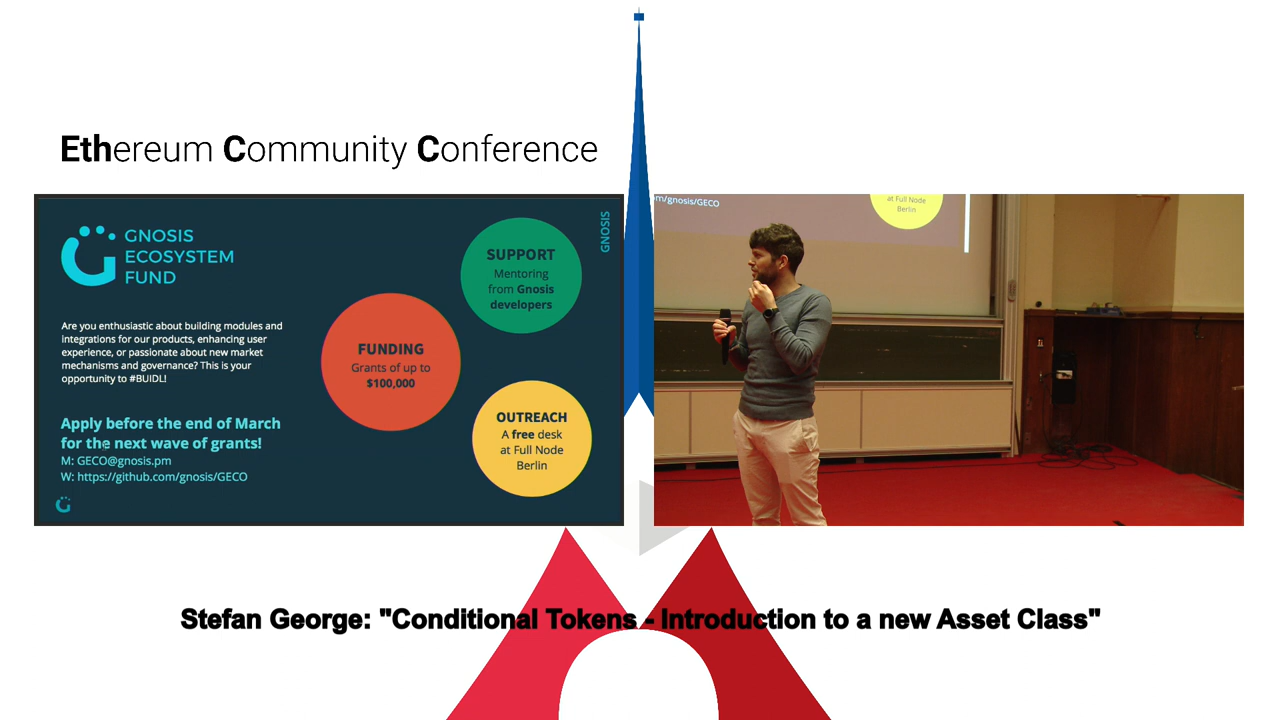 Ethereum Community Conference
GNOSIS
ECOSYSTEM
FUND
Are you enthusiastic about building modules and
integrations for our products, enhancing user
experience, or passionate about new market
mechanisms and governance? This is your
opportunity to #BUIDL!
Apply before the end of March
for the next wave of grants!
M: GECO@gnosis.pm
W: https://github.com/gnosis/GECO
FUNDING
Grants of up to
$100,000
SUPPORT
Mentoring
from Gnosis
developers
OUTREACH
A free desk
at Full Node
Berlin
GNOSIS
om/gnosis/GECO
at Full Node
Berlin
Stefan George: "Conditional Tokens - Introduction to a new Asset Class"